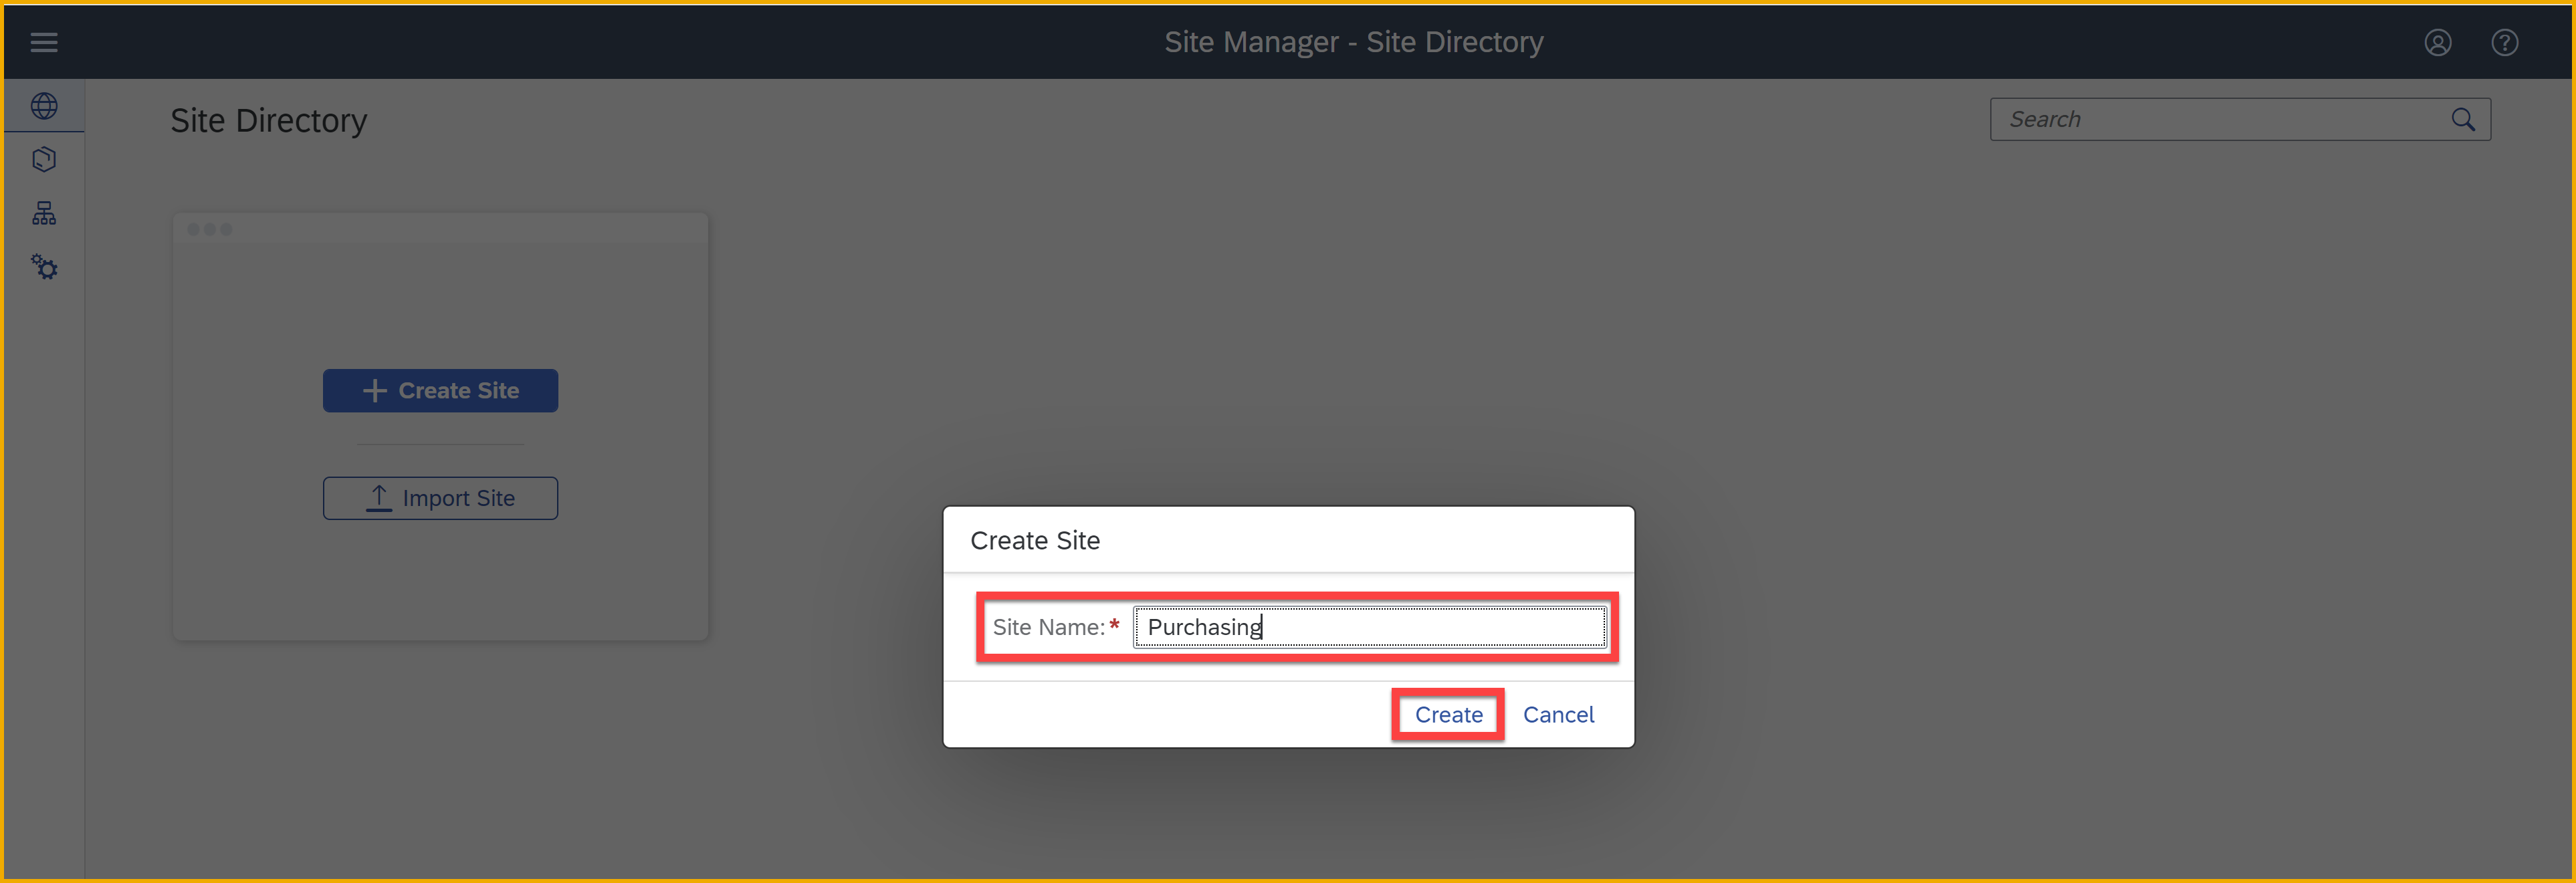 Site Manager - Site Directory
Site Directory
Search
Create Site
Import Site
Create Site
Site Name:* Purchasing
Create Cancel